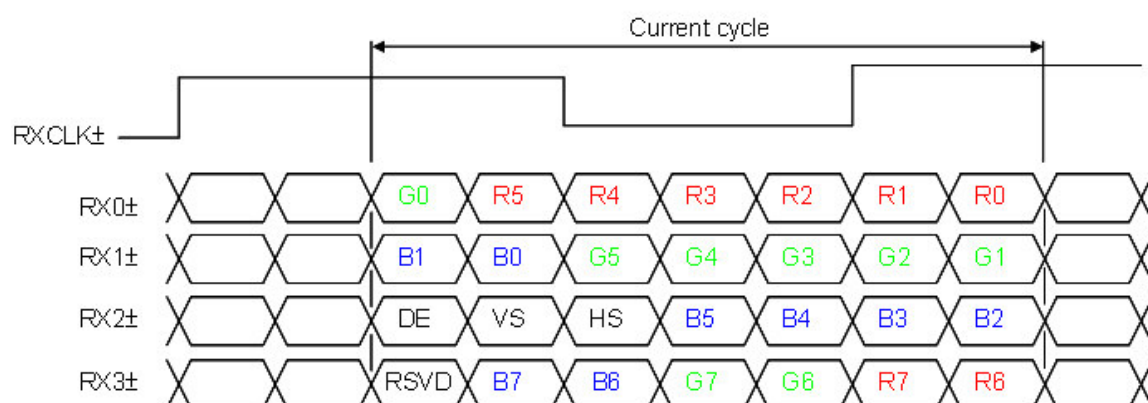 Current cycle
RXCLK±
RX0± G0 R5 R4 R3 R2 R1 R0
RX1± B1 B0 G5 G4 G3 G2 G1
RX2± DE VS HS B5 B4 B3 B2
RX3± RSVD B7 B6 G7 G6 R7 R6